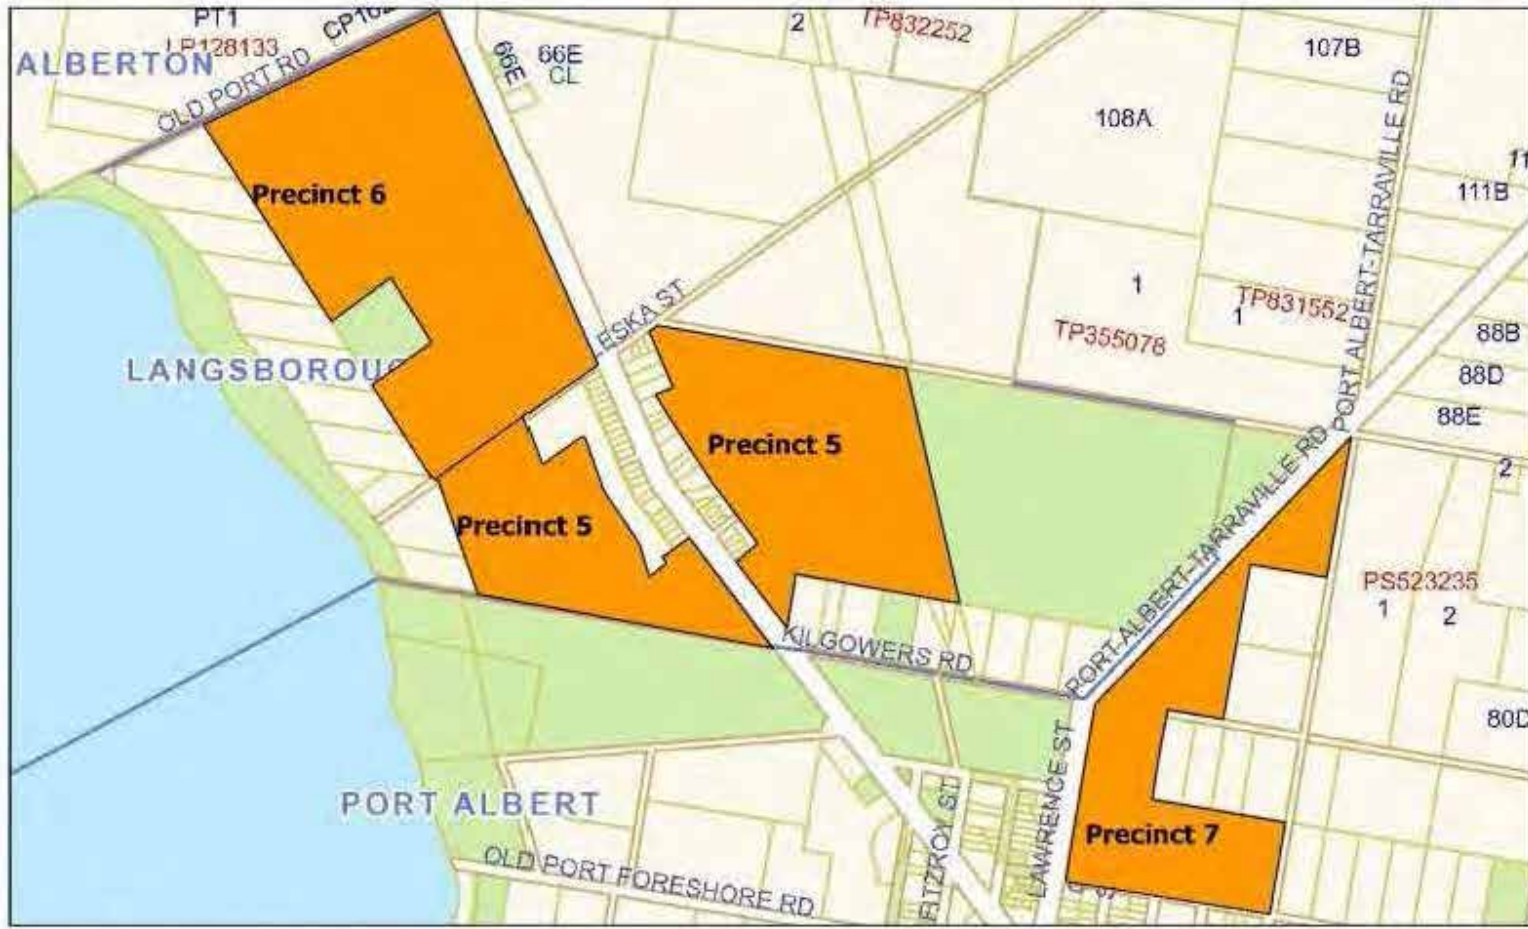 PT1
2
TP832252
66E
66E
CL
107B
ALBERTON
LP128133
OLD PORT RD
108A
PORT ALBERT-TARRAVILLE RD
111B
Precinct 6
1
TP831552
1
TP355078
88B
ESKA ST
88D
88E
Precinct 5
2
Precinct 5
PORT ALBERT-TARRAVILLE RD
PS523235
1
2
KILGOWERS RD
80D
LAWRENCE ST
PORT ALBERT
FITZROY ST
Precinct 7
OLD PORT FORESHORE RD